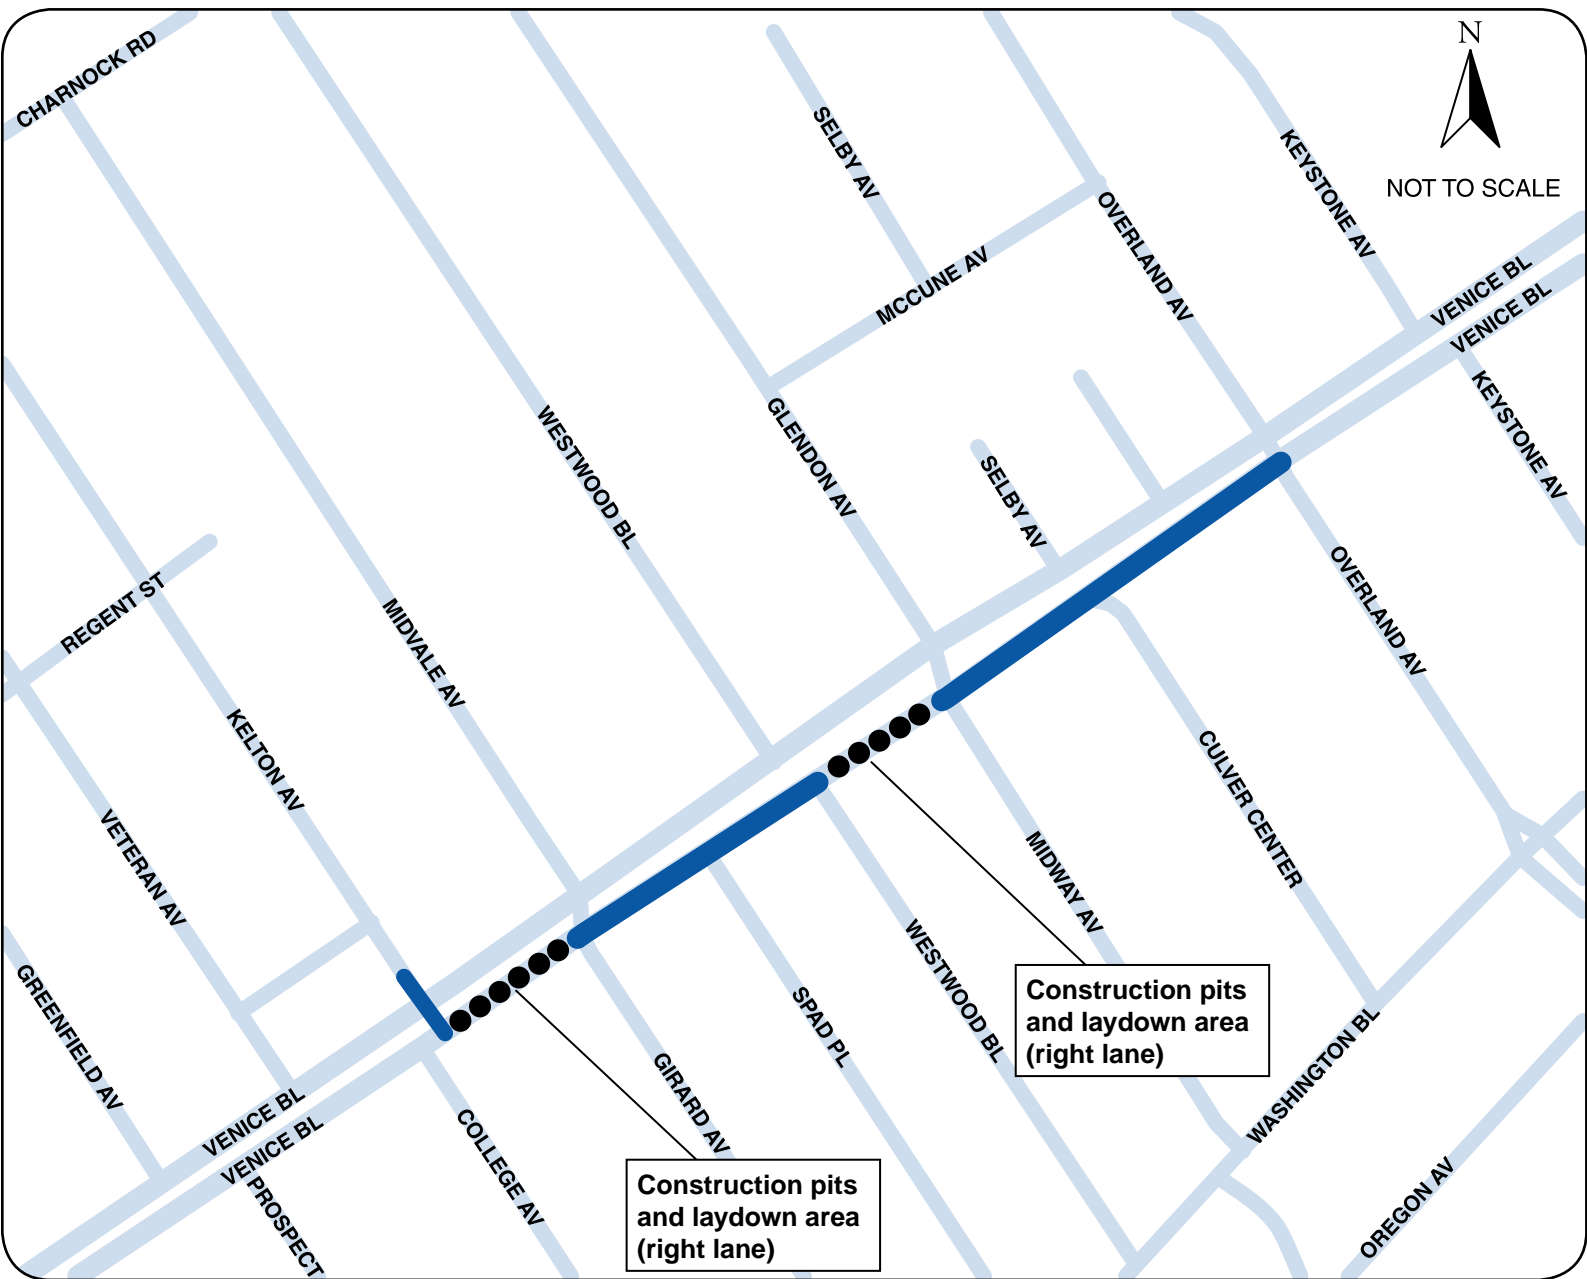 CHARNOCK RD
N
NOT TO SCALE
SELBY AV
KEYSTONE AV
OVERLAND AV
MCCUNE AV
VENICE BL
VENICE BL
KEYSTONE AV
WESTWOOD BL
GLENDON AV
SELBY AV
REGENT ST
MIDVALE AV
OVERLAND AV
KELTON AV
CULVER CENTER
VETERAN AV
MIDWAY AV
GREENFIELD AV
WESTWOOD BL
SPAD PL
Construction pits
and laydown area
(right lane)
WASHINGTON BL
GIRARD AV
VENICE BL
VENICE BL
COLLEGE AV
PROSPECT
Construction pits
and laydown area
(right lane)
OREGON AV